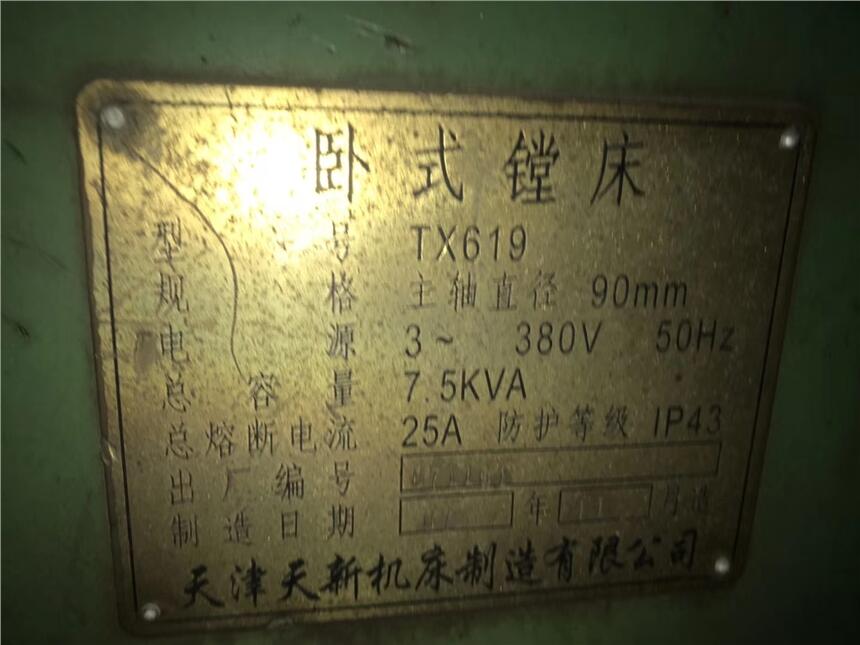 卧式镗床
型号 TX619
规格 主轴直径 90mm
电源 3~ 380V 50Hz
总容量 7.5KVA
总熔断电流 25A 防护等级 IP43
出厂编号
制造日期 年 月造
天津天新机床制造有限公司